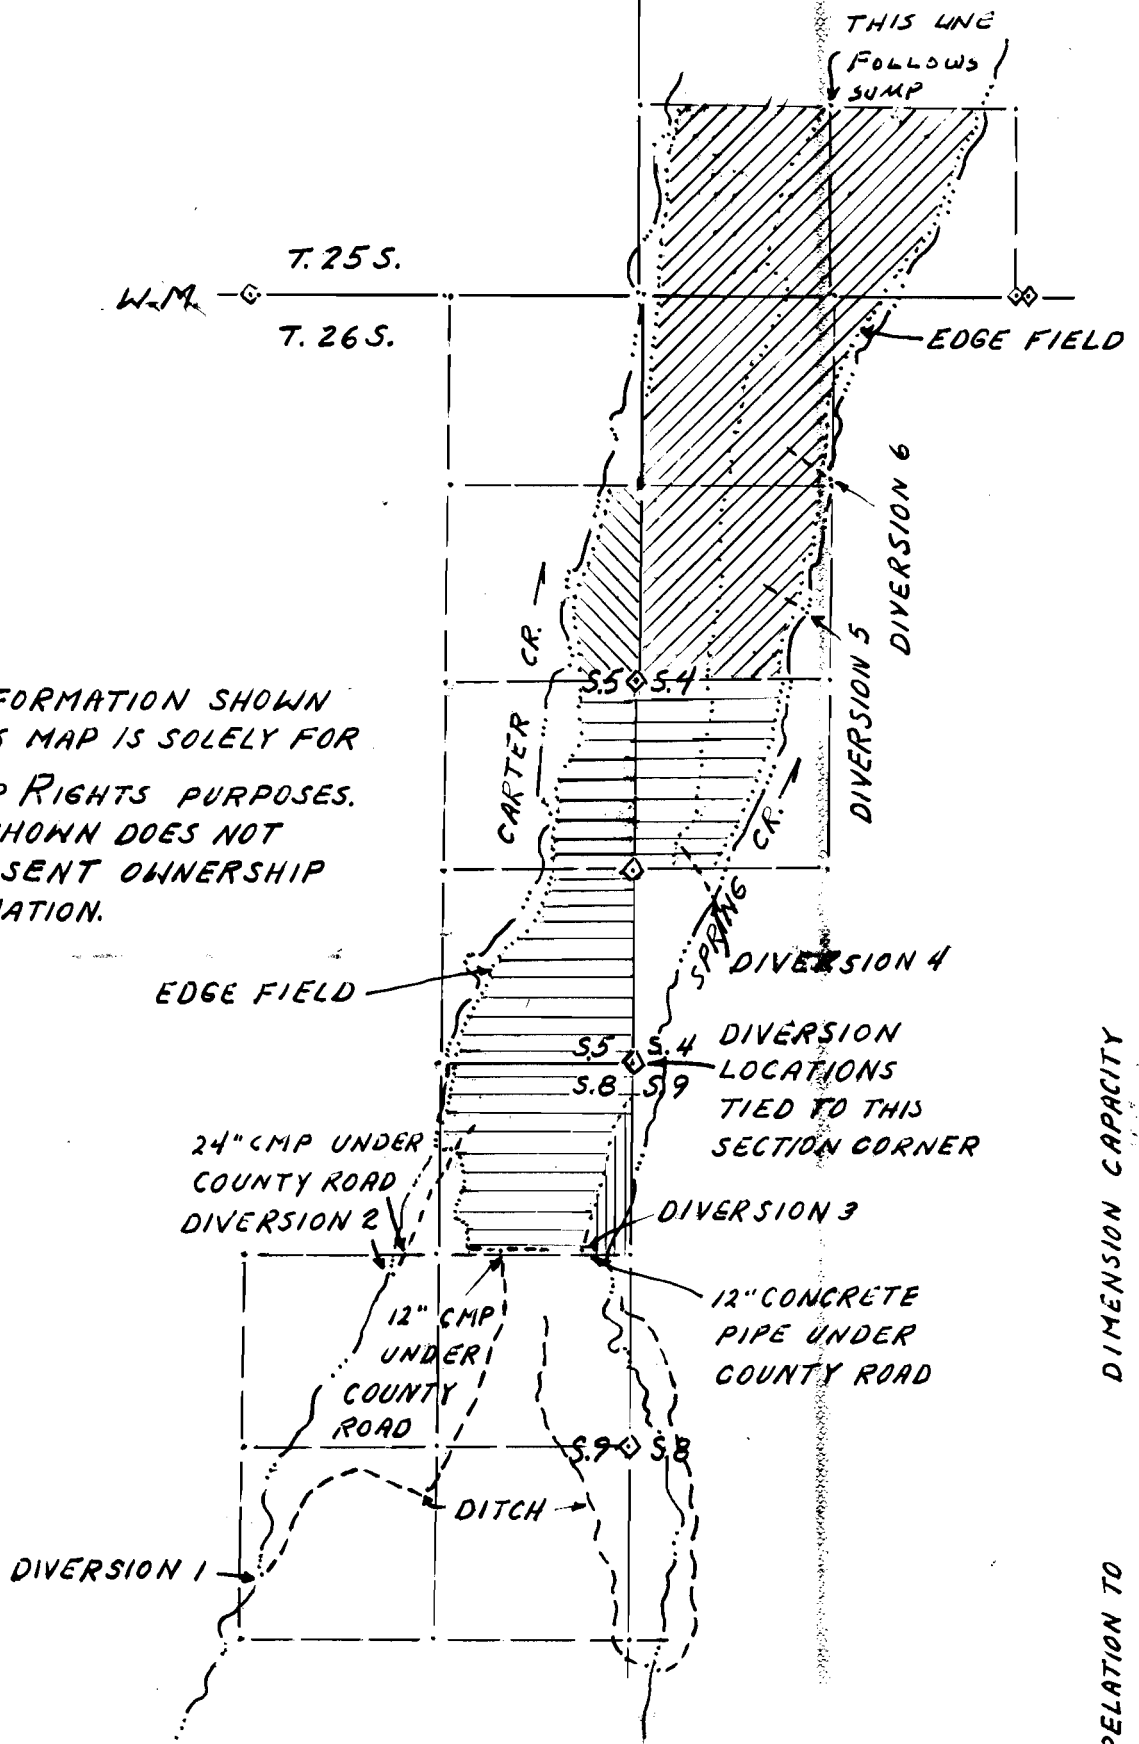 THIS LINE
FOLLOWS
SUMP
T. 25 S.
W.M.
T. 26 S.
EDGE FIELD
DIVERSION 6
DIVERSION 5
CARTER CR.
S.5 S.4
FORMATION SHOWN
S MAP IS SOLELY FOR
RIGHTS PURPOSES.
HOWN DOES NOT
SENT OWNERSHIP
MATION.
SPRING CR.
DIVERSION 4
EDGE FIELD
S.5 S.4
S.8 S.9
DIVERSION
LOCATIONS
TIED TO THIS
SECTION CORNER
24" CMP UNDER
COUNTY ROAD
DIVERSION 2
DIVERSION 3
12" CMP
UNDER
COUNTY
ROAD
12" CONCRETE
PIPE UNDER
COUNTY ROAD
S.9 S.8
DITCH
DIVERSION 1
DIMENSION CAPACITY
RELATION TO